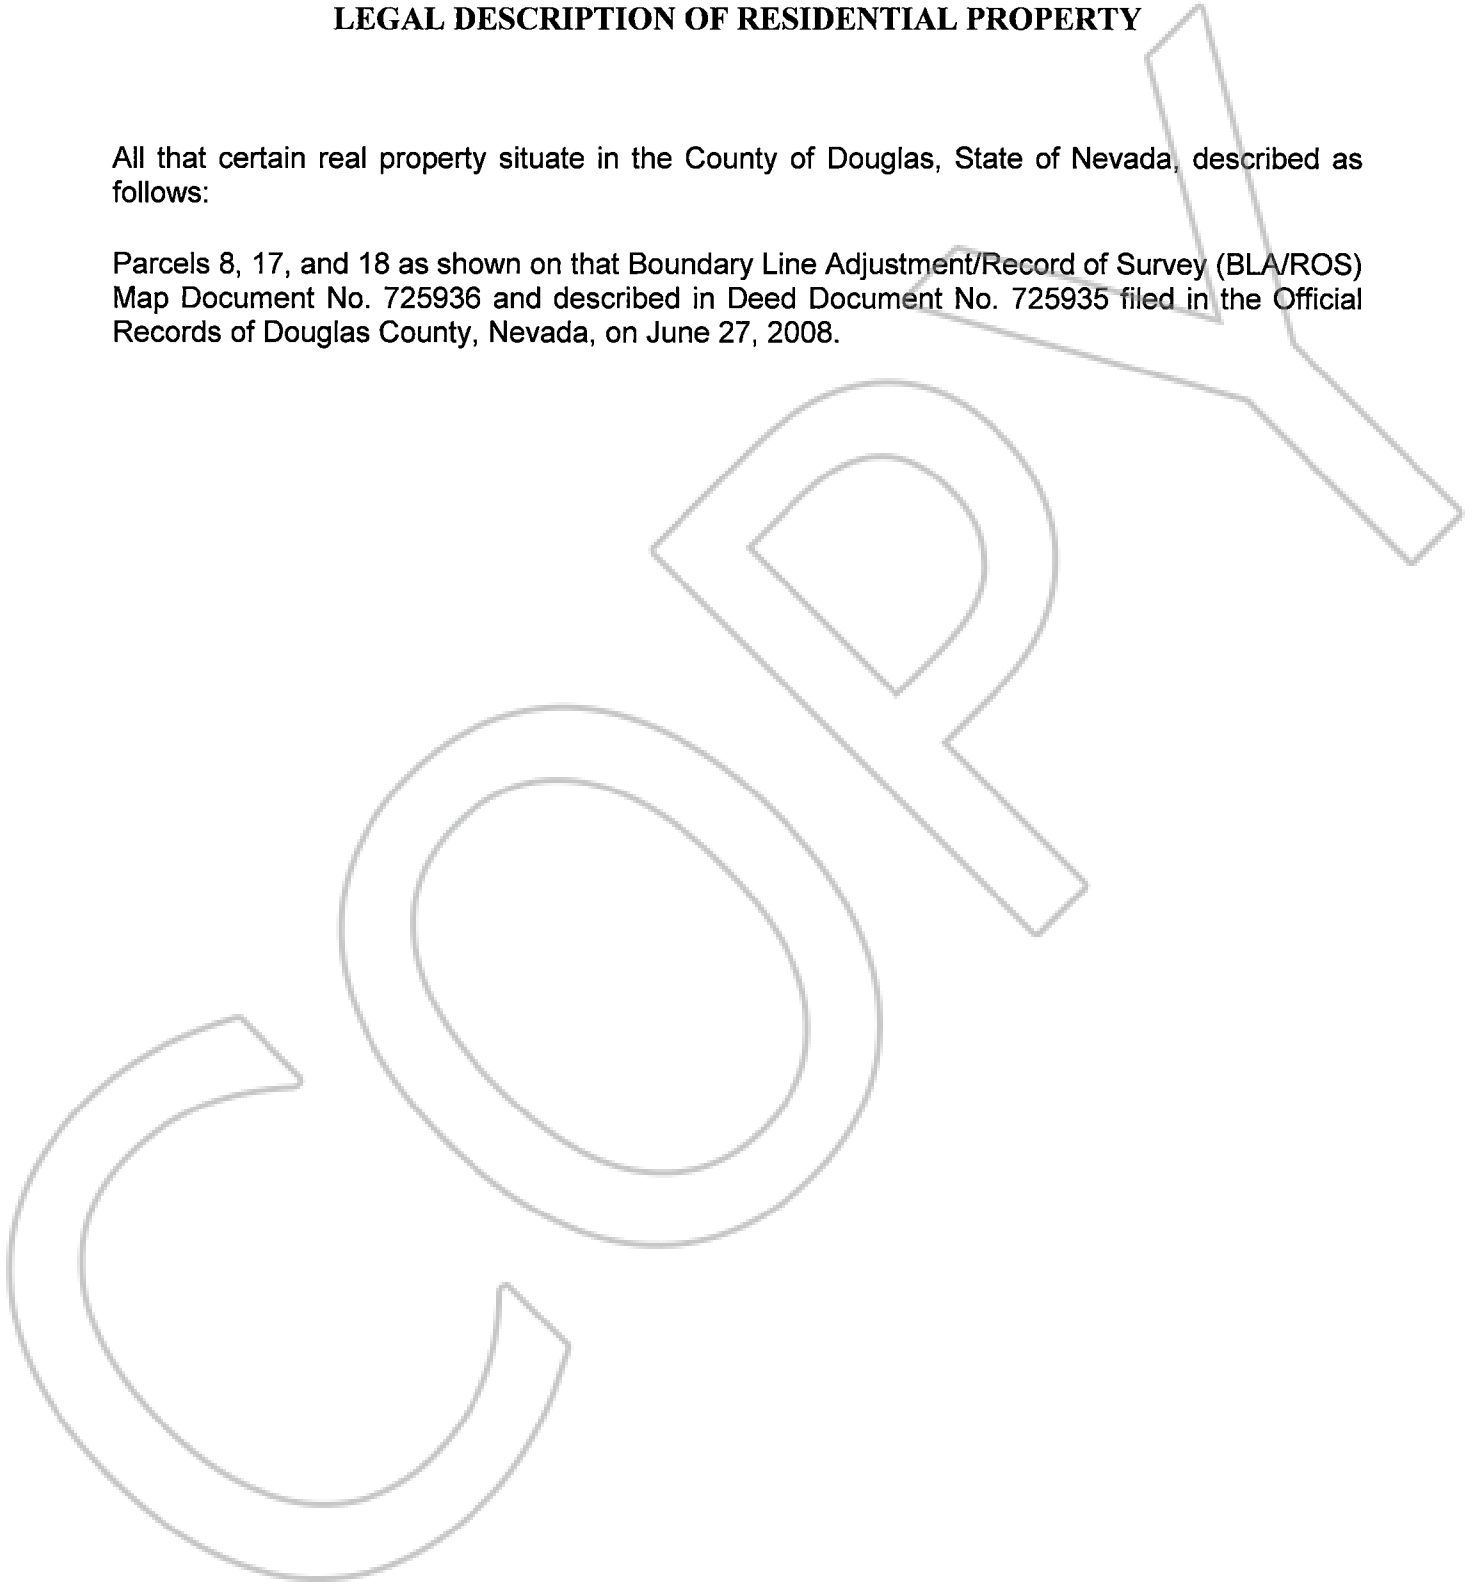 LEGAL DESCRIPTION OF RESIDENTIAL PROPERTY
All that certain real property situate in the County of Douglas, State of Nevada, described as
follows:
Parcels 8, 17, and 18 as shown on that Boundary Line Adjustment/Record of Survey (BLA/ROS)
Map Document No. 725936 and described in Deed Document No. 725935 filed in the Official
Records of Douglas County, Nevada, on June 27, 2008.
COPY